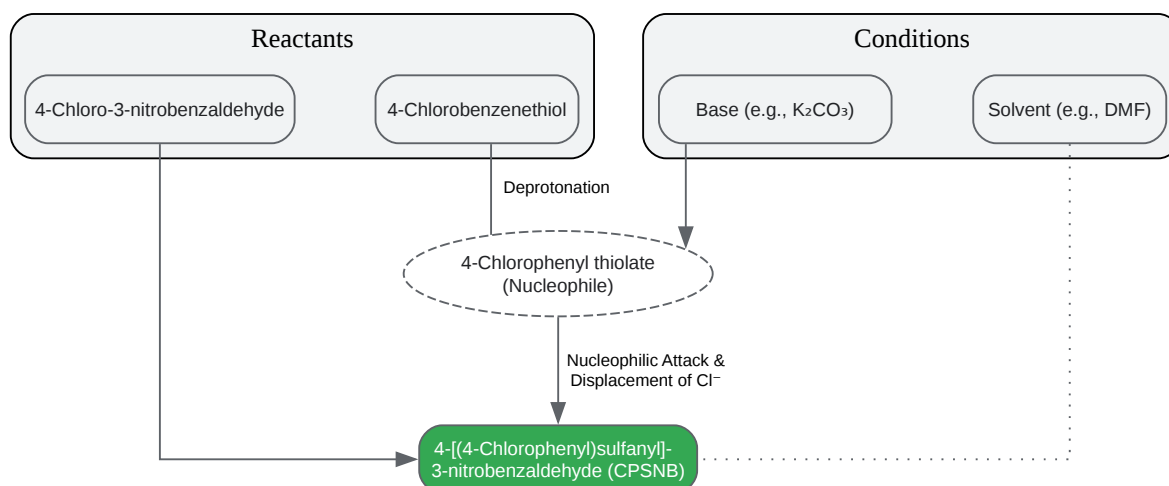 Reactants
Conditions
4-Chloro-3-nitrobenzaldehyde
4-Chlorobenzenethiol
Base (e.g., K₂CO₃)
Solvent (e.g., DMF)
Deprotonation
4-Chlorophenyl thiolate
(Nucleophile)
Nucleophilic Attack &
Displacement of Cl⁻
4-[(4-Chlorophenyl)sulfanyl]-
3-nitrobenzaldehyde (CPSNB)